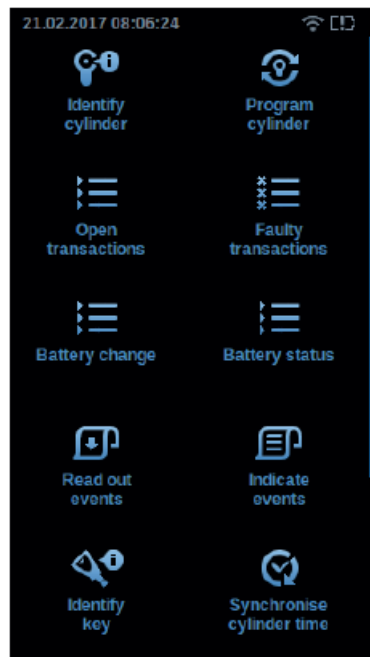 21.02.2017 08:06:24
Identify
cylinder
Program
cylinder
Open
transactions
Faulty
transactions
Battery change
Battery status
Read out
events
Indicate
events
Identify
key
Synchronise
cylinder time